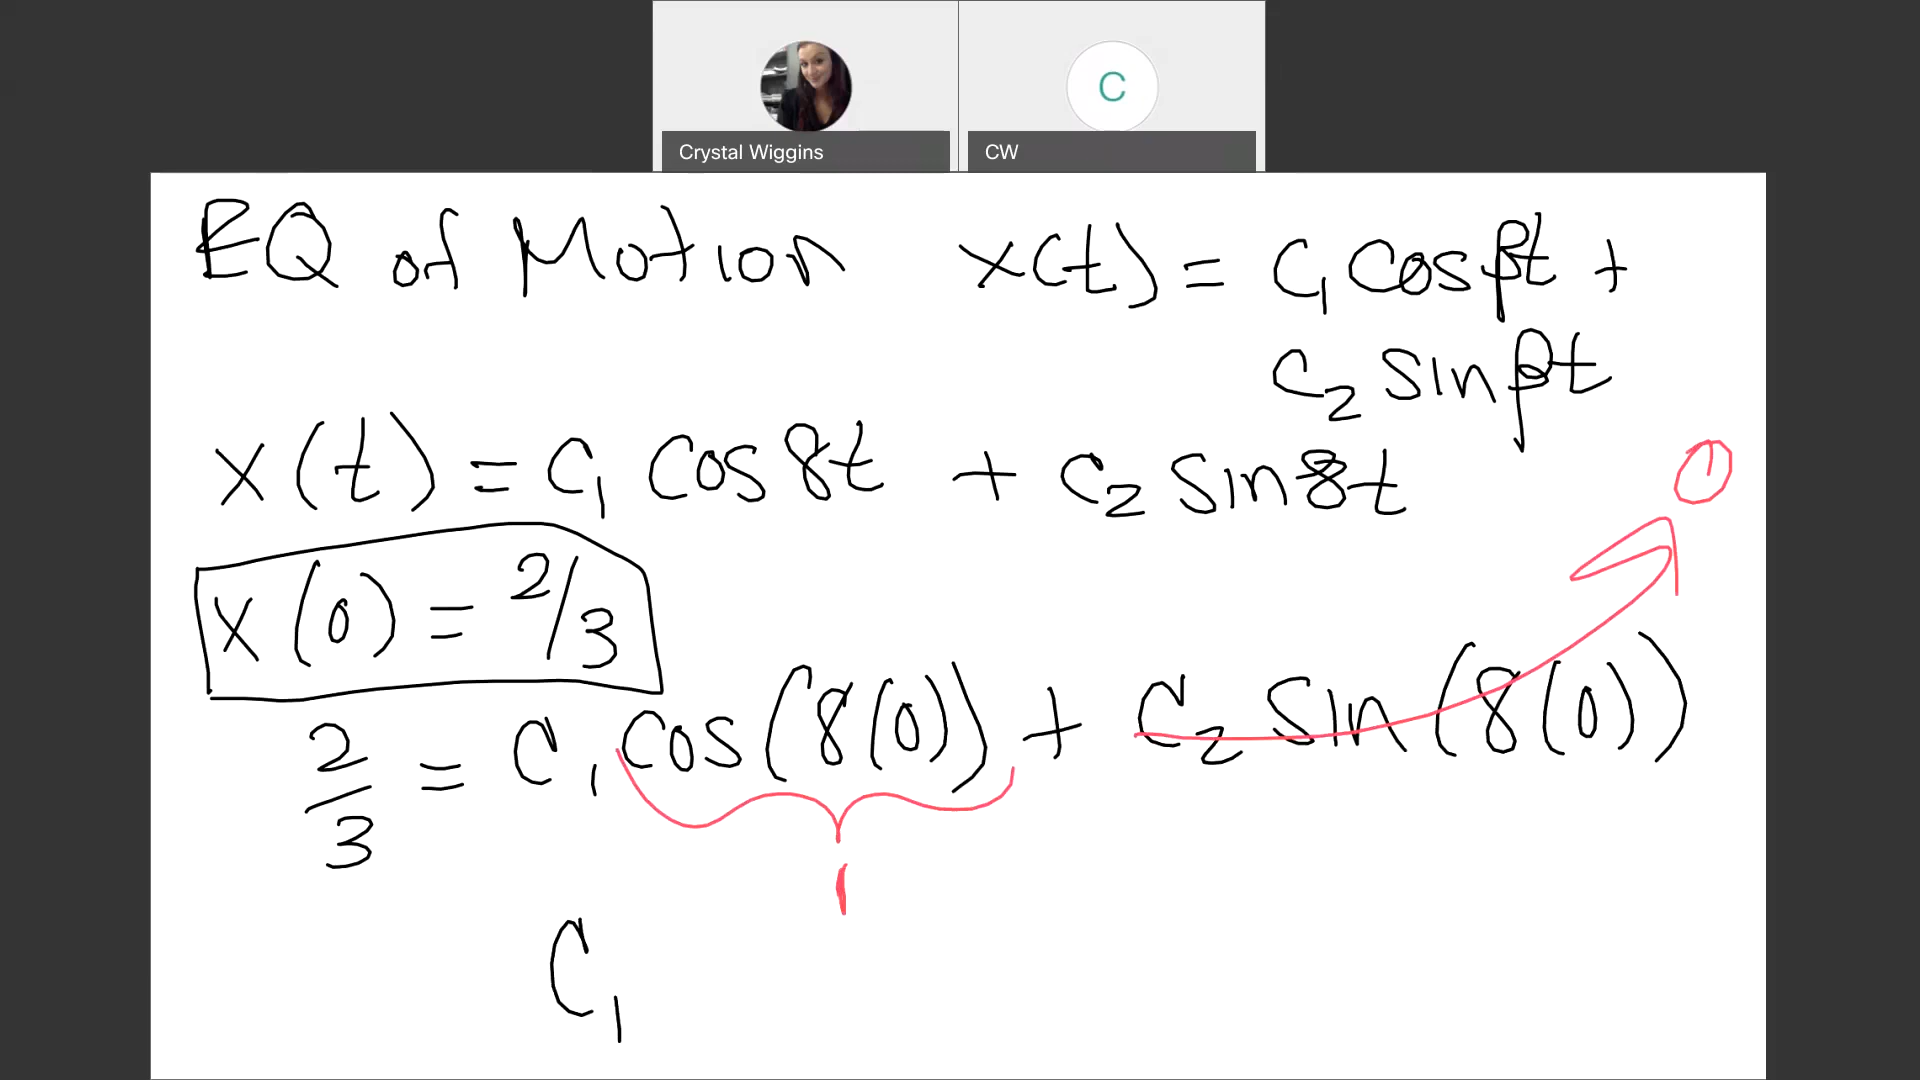 C
Crystal Wiggins
CW
EQ of Motion x(t) = C₁ cos βt +
C₂ sin βt
x(t) = C₁ cos 8t + C₂ sin 8t
0
x(0) = 2/3
2/3 = C₁ cos(8(0)) + C₂ sin(8(0))
1
C₁